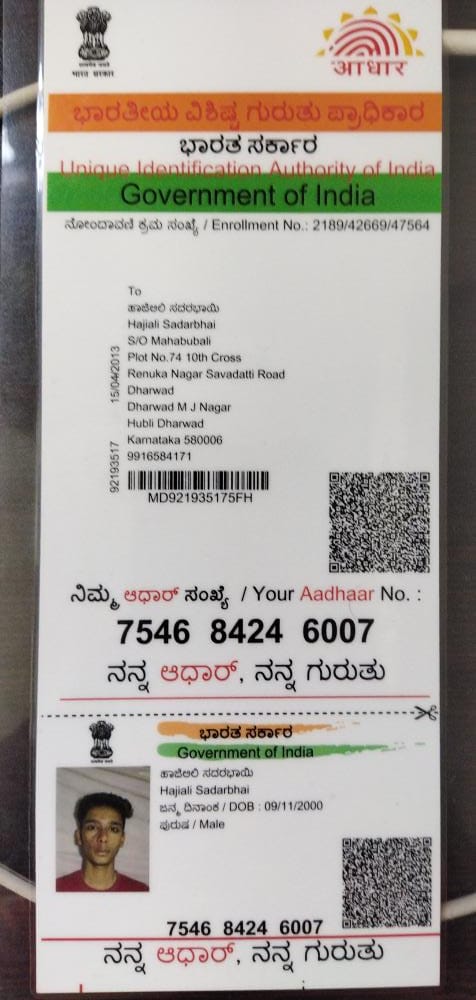 भारत सरकार
आधार
ಭಾರತೀಯ ವಿಶಿಷ್ಟ ಗುರುತು ಪ್ರಾಧಿಕಾರ
ಭಾರತ ಸರ್ಕಾರ
Unique Identification Authority of India
Government of India
ನೋಂದಾವಣಿ ಕ್ರಮ ಸಂಖ್ಯೆ / Enrollment No.: 2189/42669/47564
To
ಹಾಜಿಅಲಿ ಸದರಭಾಯಿ
Hajiali Sadarbhai
S/O Mahabubali
Plot No.74 10th Cross
Renuka Nagar Savadatti Road
Dharwad
Dharwad M J Nagar
Hubli Dharwad
Karnataka 580006
9916584171
15/04/2013
92193517
MD921935175FH
ನಿಮ್ಮ ಆಧಾರ್ ಸಂಖ್ಯೆ / Your Aadhaar No. :
7546 8424 6007
ನನ್ನ ಆಧಾರ್, ನನ್ನ ಗುರುತು
ಭಾರತ ಸರ್ಕಾರ
Government of India
ಹಾಜಿಅಲಿ ಸದರಭಾಯಿ
Hajiali Sadarbhai
ಜನ್ಮ ದಿನಾಂಕ / DOB : 09/11/2000
ಪುರುಷ / Male
7546 8424 6007
ನನ್ನ ಆಧಾರ್, ನನ್ನ ಗುರುತು